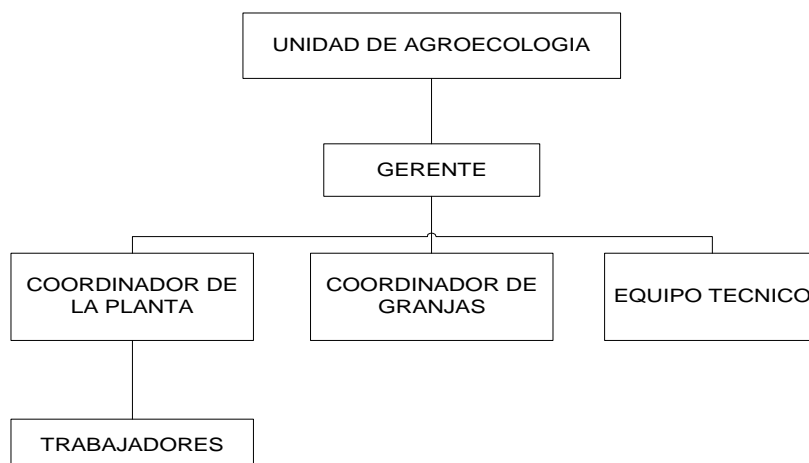 UNIDAD DE AGROECOLOGIA
GERENTE
COORDINADOR DE
LA PLANTA
COORDINADOR DE
GRANJAS
EQUIPO TECNICO
TRABAJADORES